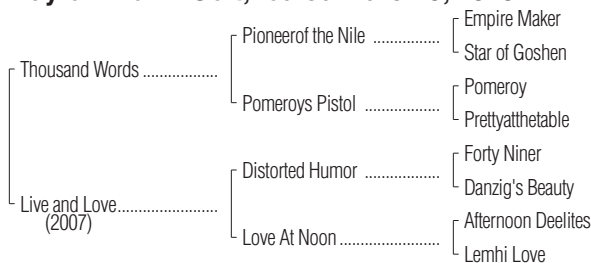 Empire Maker
Pioneerof the Nile ................
Star of Goshen
Thousand Words ..................
Pomeroy
Pomeroys Pistol ..................
Prettyatthetable
Forty Niner
Distorted Humor ..................
Danzig's Beauty
Live and Love........................
(2007)
Afternoon Deelites
Love At Noon ........................
Lemhi Love